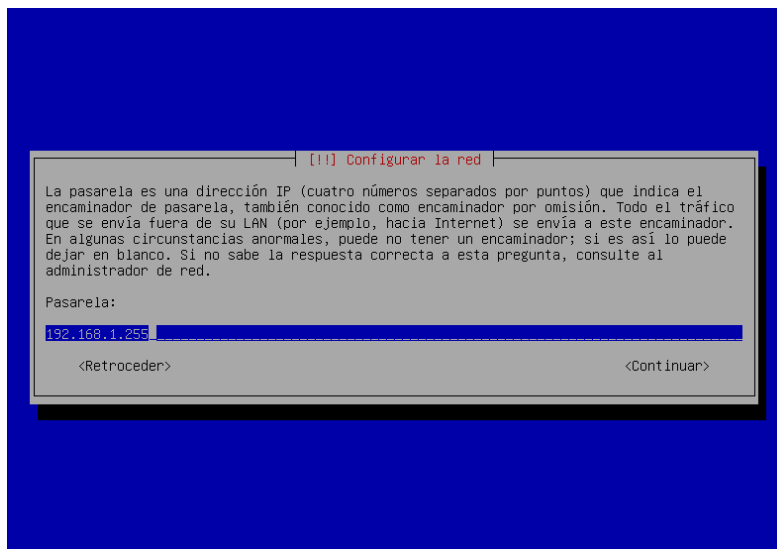 [!!] Configurar la red
La pasarela es una dirección IP (cuatro números separados por puntos) que indica el
encaminador de pasarela, también conocido como encaminador por omisión. Todo el tráfico
que se envía fuera de su LAN (por ejemplo, hacia Internet) se envía a este encaminador.
En algunas circunstancias anormales, puede no tener un encaminador; si es así lo puede
dejar en blanco. Si no sabe la respuesta correcta a esta pregunta, consulte al
administrador de red.
Pasarela:
192.168.1.255
<Retroceder> <Continuar>